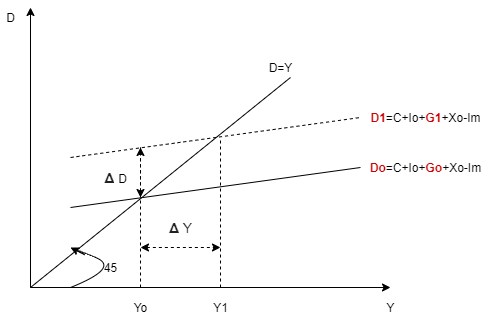 D
D=Y
D1=C+Io+G1+Xo-Im
Δ D
Do=C+Io+Go+Xo-Im
Δ Y
45
Yo
Y1
Y